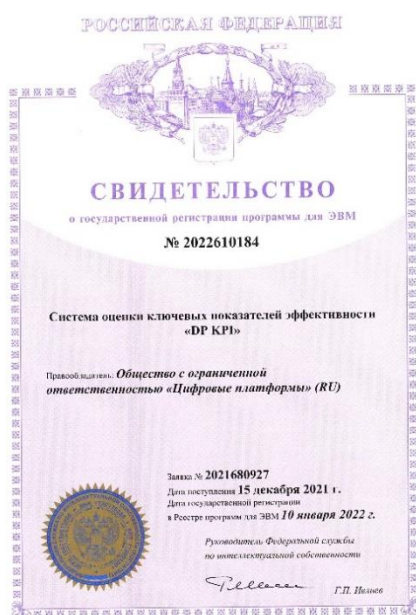 РОССИЙСКАЯ ФЕДЕРАЦИЯ
СВИДЕТЕЛЬСТВО
о государственной регистрации программы для ЭВМ
№ 2022610184
Система оценки ключевых показателей эффективности
«DP KPI»
Правообладатель: Общество с ограниченной
ответственностью «Цифровые платформы» (RU)
Заявка № 2021680927
Дата поступления 15 декабря 2021 г.
Дата государственной регистрации
в Реестре программ для ЭВМ 10 января 2022 г.
Руководитель Федеральной службы
по интеллектуальной собственности
Г.П. Ивлиев